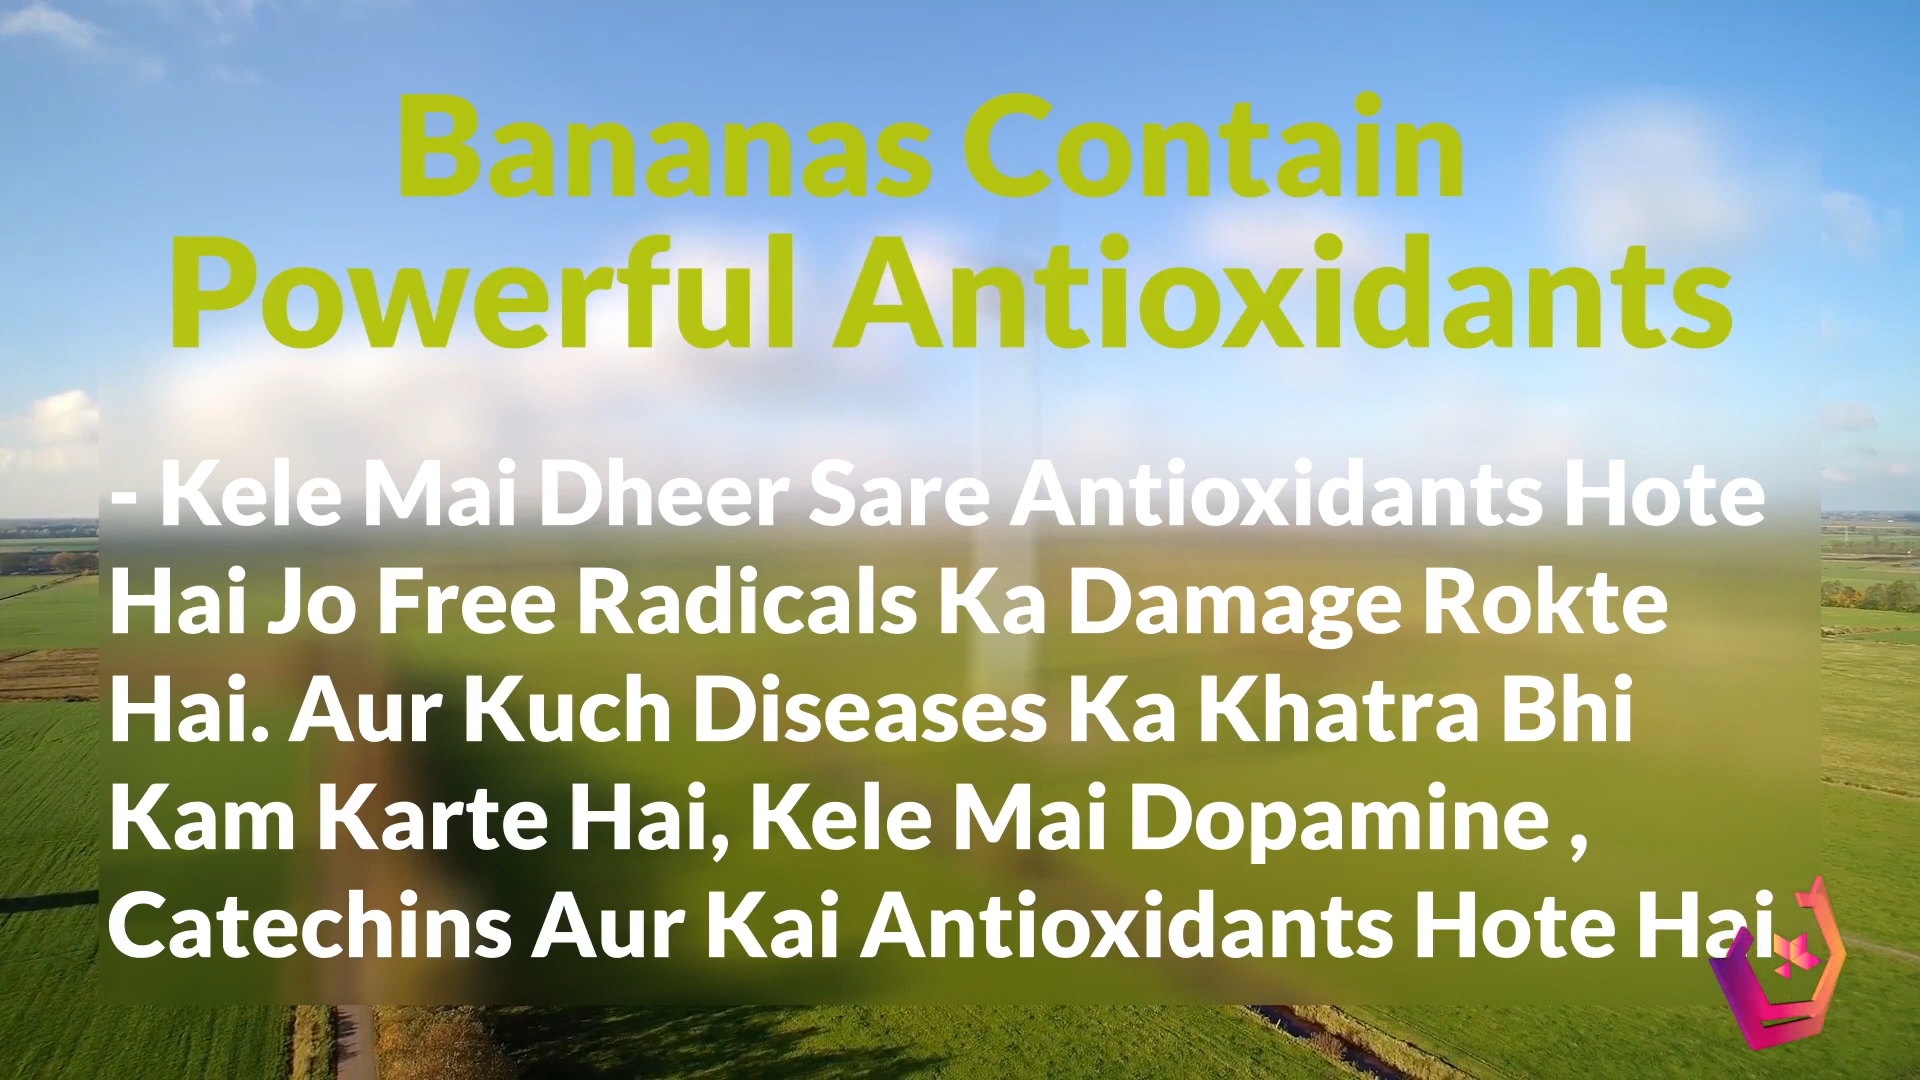 Bananas Contain
Powerful Antioxidants
- Kele Mai Dheer Sare Antioxidants Hote
Hai Jo Free Radicals Ka Damage Rokte
Hai. Aur Kuch Diseases Ka Khatra Bhi
Kam Karte Hai, Kele Mai Dopamine ,
Catechins Aur Kai Antioxidants Hote Hai